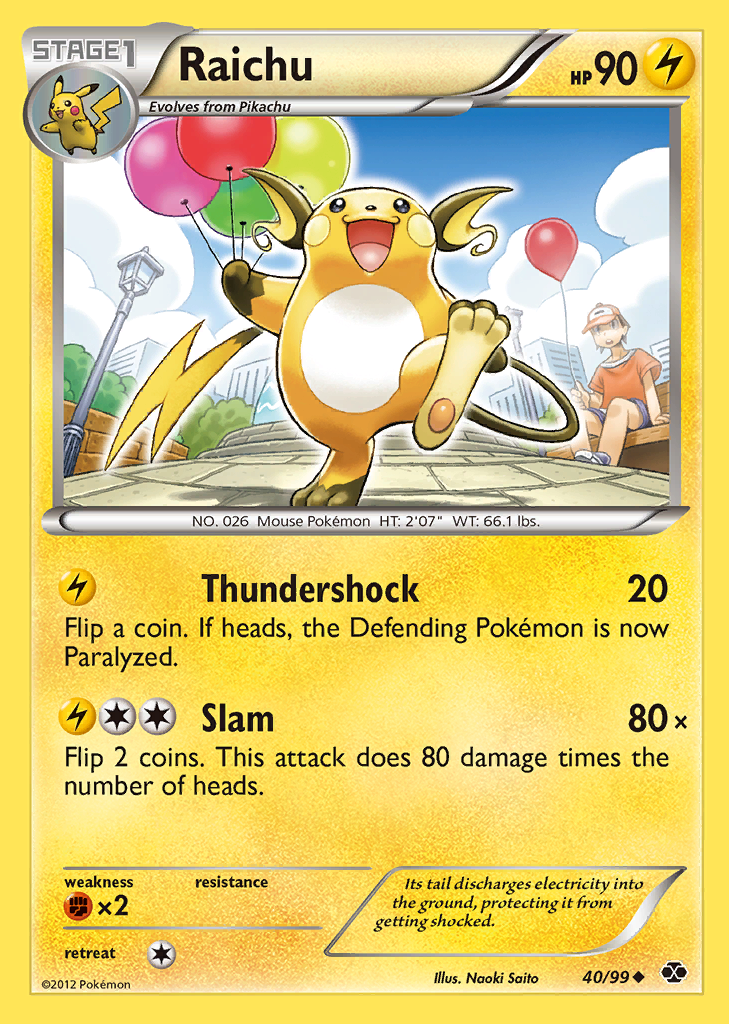 STAGE1
Raichu
HP 90
Evolves from Pikachu
NO. 026 Mouse Pokémon HT: 2'07" WT: 66.1 lbs.
Thundershock 20
Flip a coin. If heads, the Defending Pokémon is now
Paralyzed.
Slam 80×
Flip 2 coins. This attack does 80 damage times the
number of heads.
weakness resistance
×2
Its tail discharges electricity into
the ground, protecting it from
getting shocked.
retreat
©2012 Pokémon
Illus. Naoki Saito 40/99